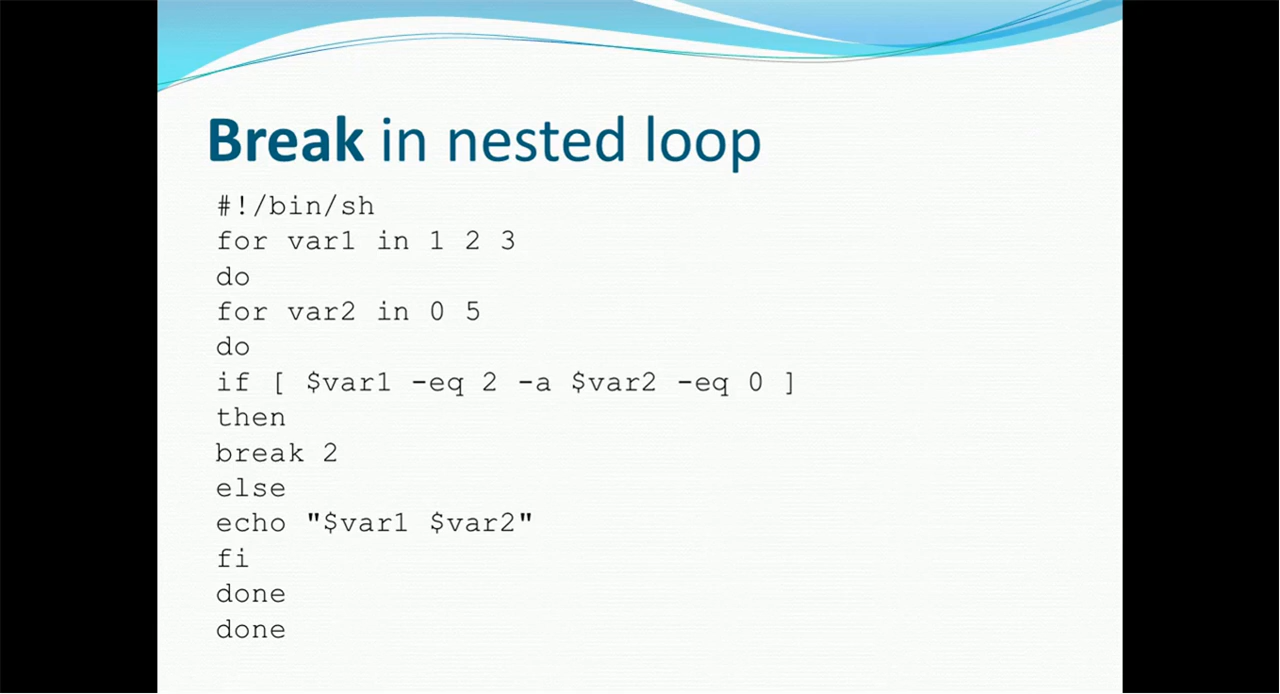 Break in nested loop
#!/bin/sh
for var1 in 1 2 3
do
for var2 in 0 5
do
if [ $var1 -eq 2 -a $var2 -eq 0 ]
then
break 2
else
echo "$var1 $var2"
fi
done
done